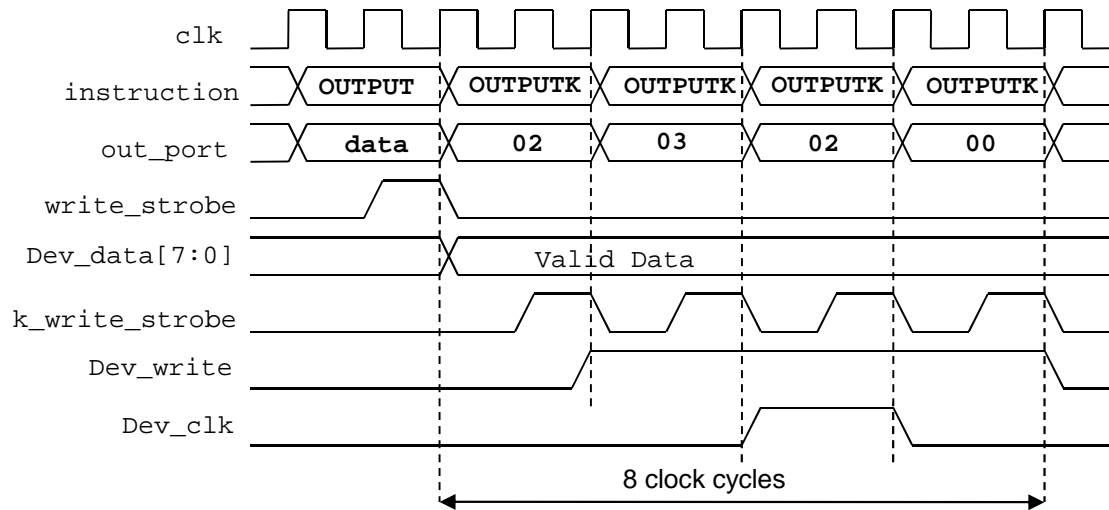 clk
instruction OUTPUT OUTPUTK OUTPUTK OUTPUTK OUTPUTK
out_port data 02 03 02 00
write_strobe
Dev_data[7:0] Valid Data
k_write_strobe
Dev_write
Dev_clk
8 clock cycles